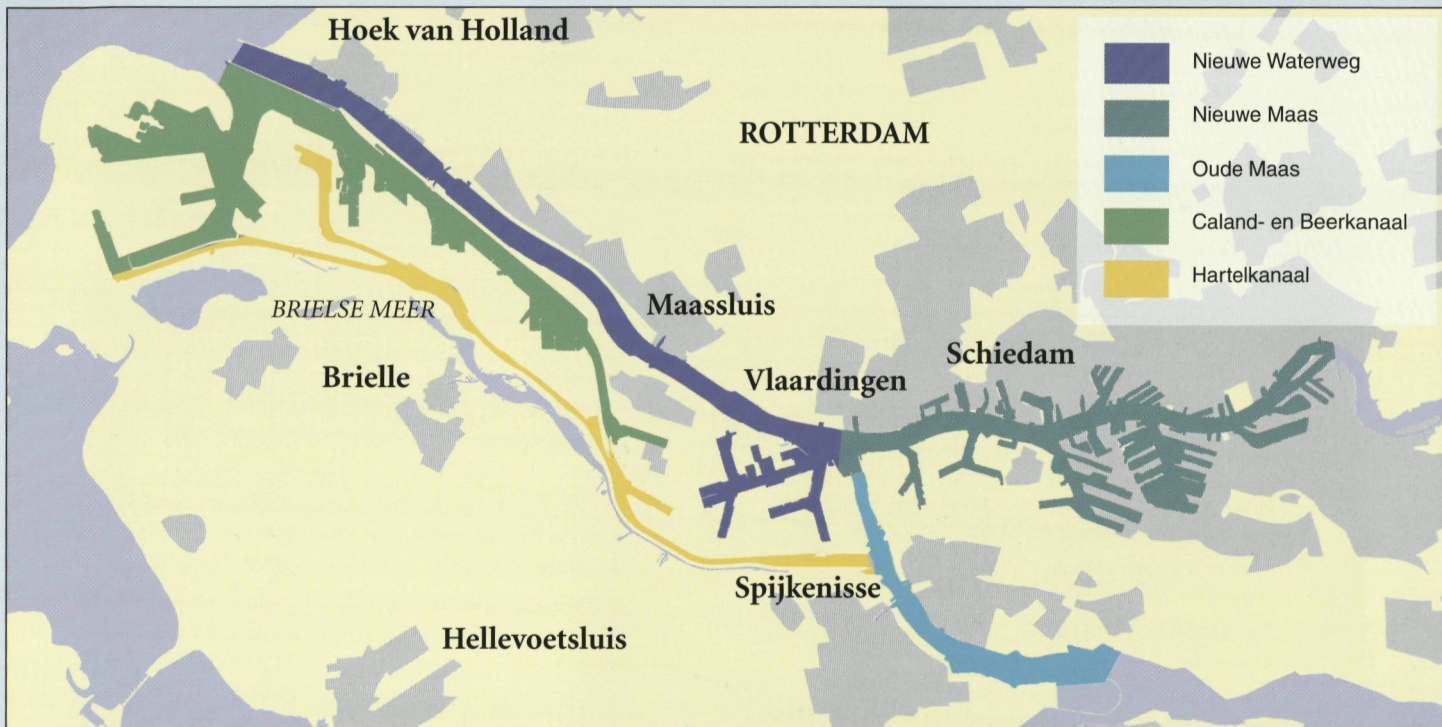 Hoek van Holland
ROTTERDAM
Nieuwe Waterweg
Nieuwe Maas
Oude Maas
Caland- en Beerkanaal
Hartelkanaal
BRIELSE MEER
Maassluis
Brielle
Vlaardingen
Schiedam
Spijkenisse
Hellevoetsluis